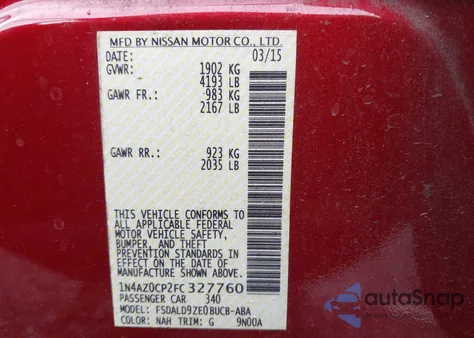 MFD BY NISSAN MOTOR CO., LTD.
DATE: 03/15
GVWR: 1902 KG
4193 LB
GAWR FR.: 983 KG
2167 LB
GAWR RR.: 923 KG
2035 LB
THIS VEHICLE CONFORMS TO
ALL APPLICABLE FEDERAL
MOTOR VEHICLE SAFETY,
BUMPER, AND THEFT
PREVENTION STANDARDS IN
EFFECT ON THE DATE OF
MANUFACTURE SHOWN ABOVE.
1N4AZ0CP2FC327760
PASSENGER CAR 340
MODEL: FSDALD9ZE0BUCB-ABA
COLOR: NAH TRIM: G 9N00A
autoSnap